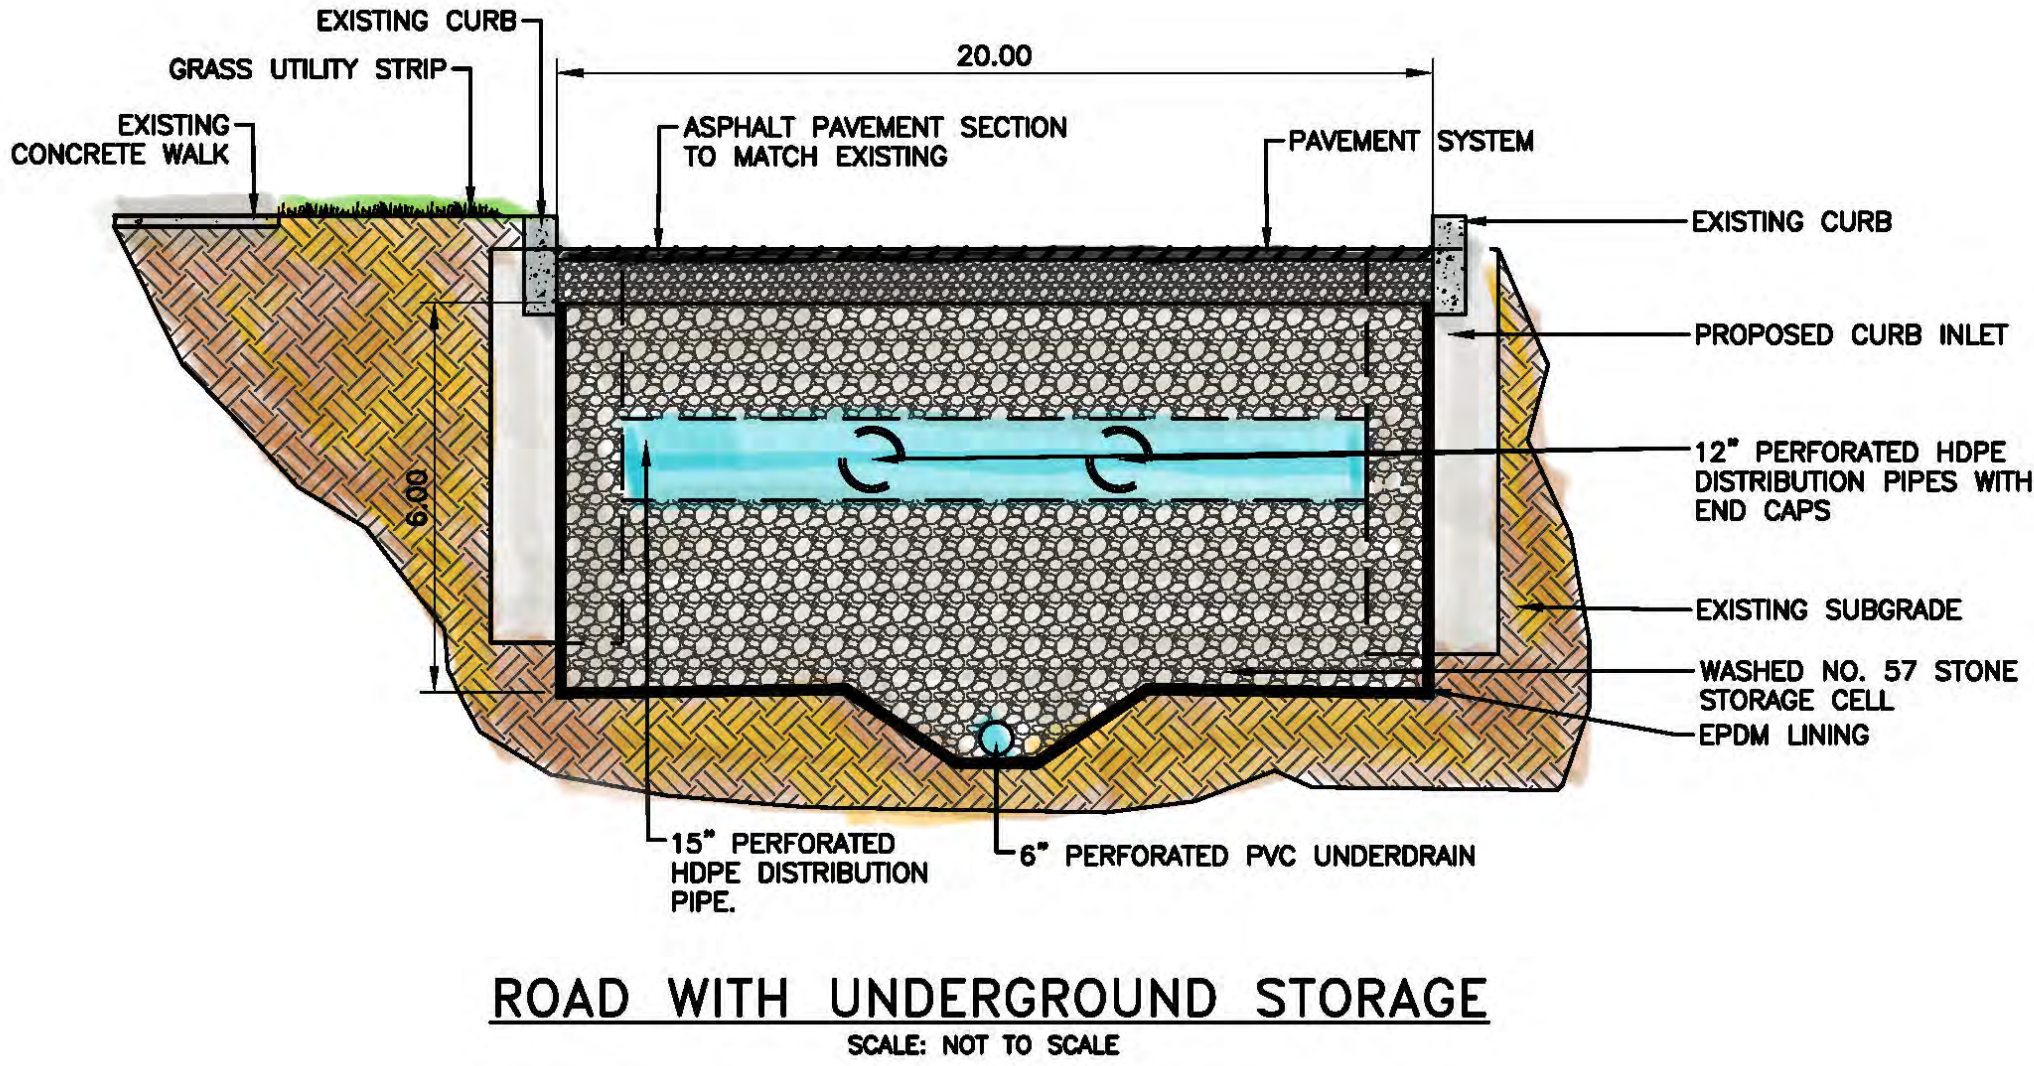 EXISTING CURB
GRASS UTILITY STRIP
EXISTING
CONCRETE WALK
20.00
ASPHALT PAVEMENT SECTION
TO MATCH EXISTING
PAVEMENT SYSTEM
EXISTING CURB
PROPOSED CURB INLET
12" PERFORATED HDPE
DISTRIBUTION PIPES WITH
END CAPS
6.00
EXISTING SUBGRADE
WASHED NO. 57 STONE
STORAGE CELL
EPDM LINING
15" PERFORATED
HDPE DISTRIBUTION
PIPE.
6" PERFORATED PVC UNDERDRAIN
ROAD WITH UNDERGROUND STORAGE
SCALE: NOT TO SCALE